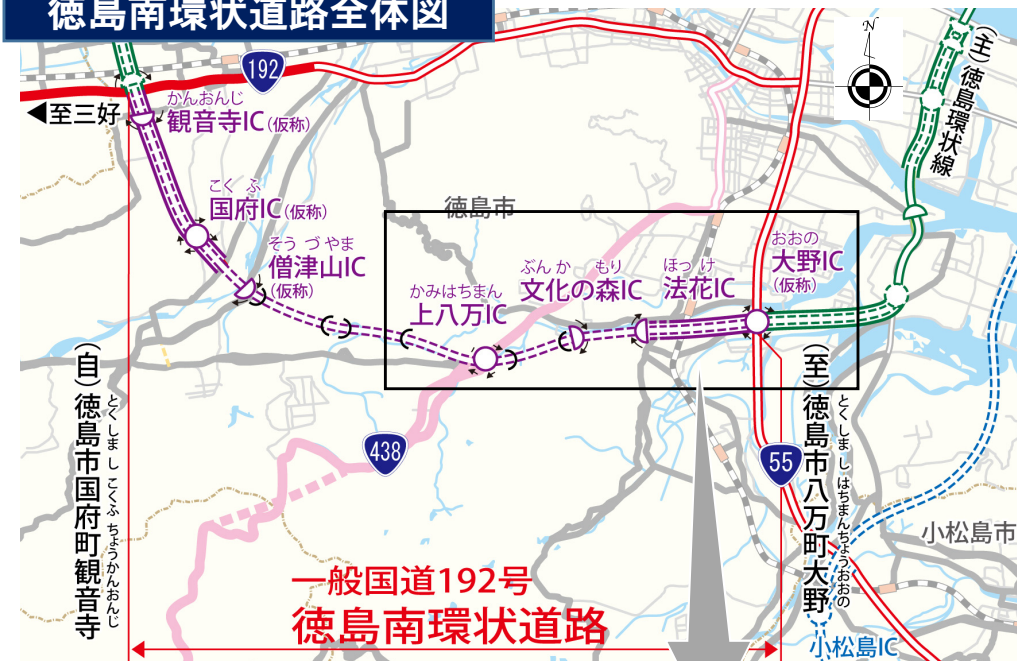 徳島南環状道路全体図
192
◀至三好
かんおんじ
観音寺IC(仮称)
N
(主)徳島環状線
こくふ
国府IC(仮称)
徳島市
そうづやま
僧津山IC
(仮称)
かみはちまん
上八万IC
ぶんか もり
文化の森IC
ほっけ
法花IC
おおの
大野IC
(仮称)
438
55
とくしましこくふちょうかんおんじ
(自)徳島市国府町観音寺
とくしましはちまんちょうおおの
(至)徳島市八万町大野
小松島市
一般国道192号
徳島南環状道路
小松島IC